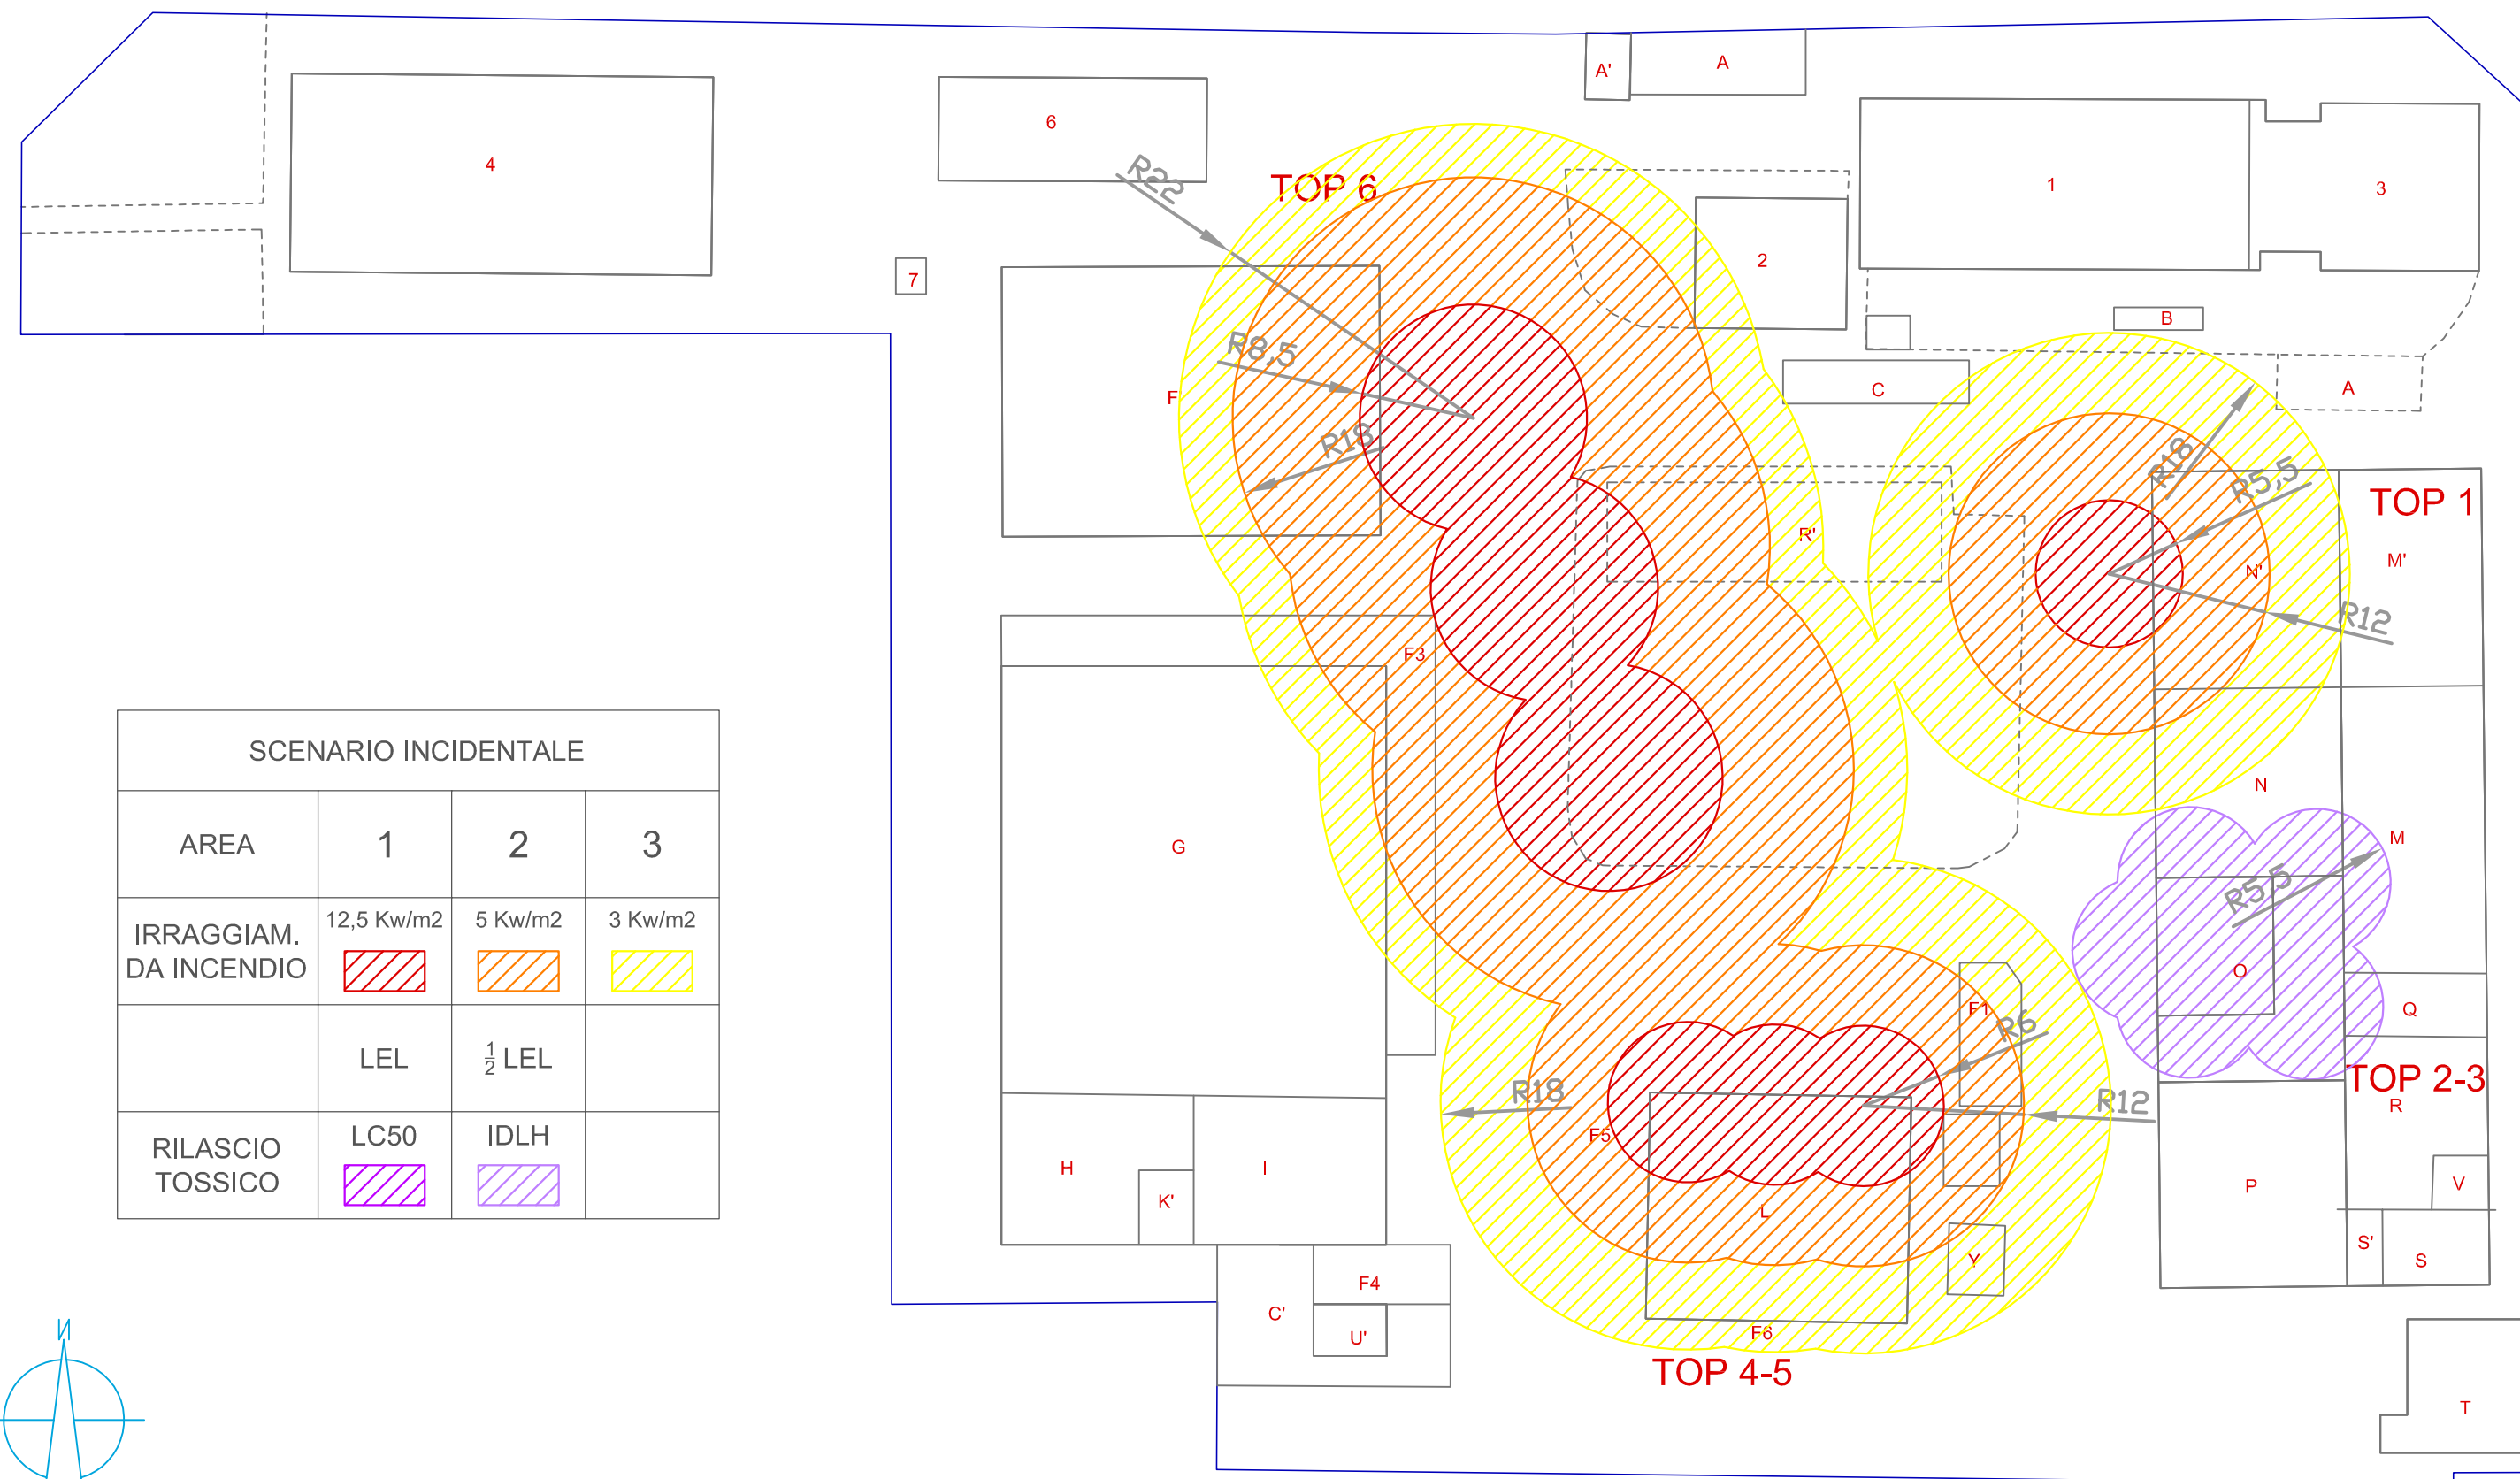 A'
A
6
4
1
3
TOP 6
R22
2
7
B
R8,5
F
C
A
R18
R18
R5,5
TOP 1
R'
N'
M'
R12
F3
SCENARIO INCIDENTALE
AREA 1 2 3
IRRAGGIAM. DA INCENDIO
12,5 Kw/m2 5 Kw/m2 3 Kw/m2
LEL ½ LEL
RILASCIO TOSSICO
LC50 IDLH
G
N
M
R5,5
O
Q
F1
R6
TOP 2-3
R18
R12
R
F5
H
K'
I
L
P
V
Y
S'
S
F4
C'
U'
F6
TOP 4-5
T
N